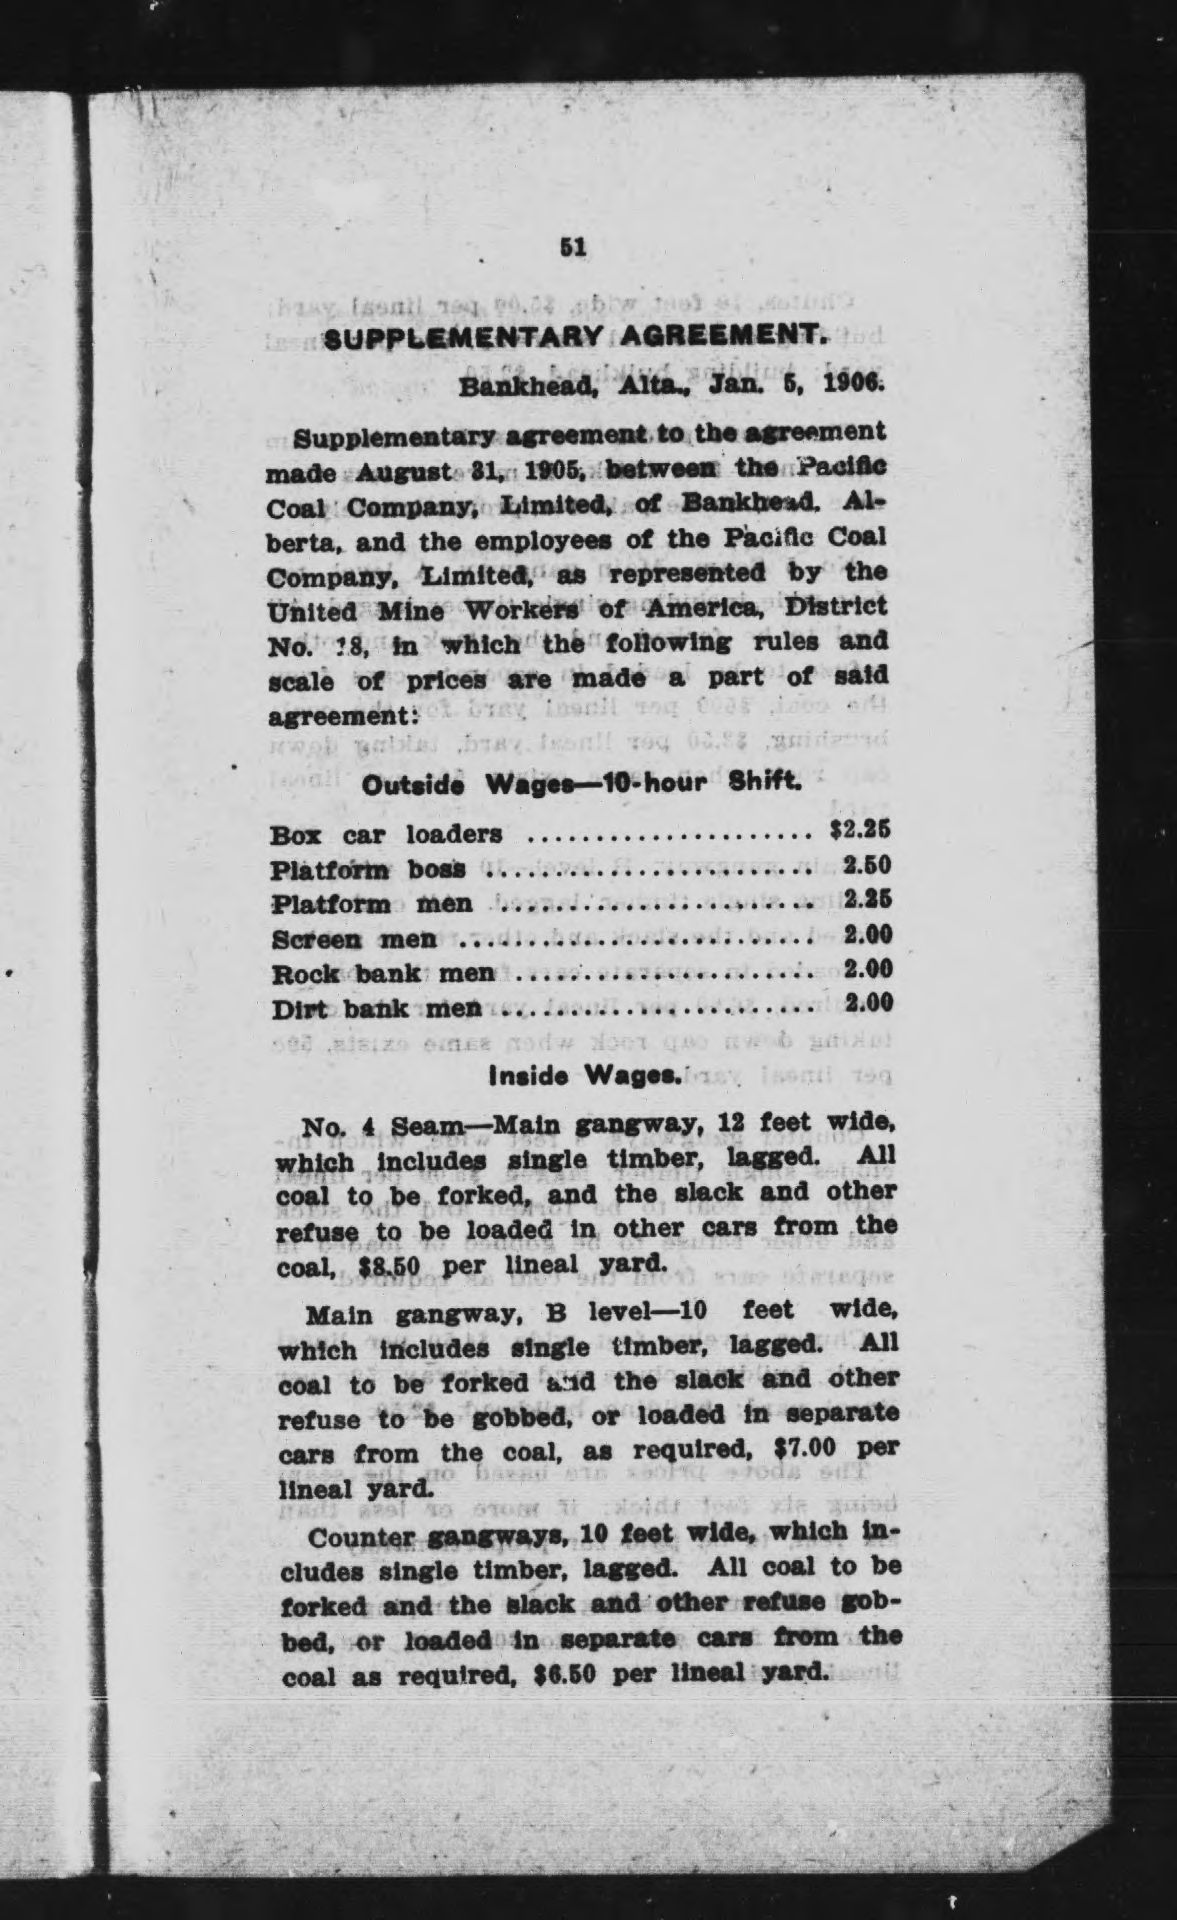 51
SUPPLEMENTARY AGREEMENT.
Bankhead, Alta., Jan. 5, 1906.
Supplementary agreement to the agreement
made August 31, 1905, between the Pacific
Coal Company, Limited, of Bankhead, Al-
berta, and the employees of the Pacific Coal
Company, Limited, as represented by the
United Mine Workers of America, District
No. 18, in which the following rules and
scale of prices are made a part of said
agreement:
Outside Wages—10-hour Shift.
Box car loaders ...................... $2.25
Platform boss ......................... 2.50
Platform men ........................ 2.25
Screen men ........................... 2.00
Rock bank men ....................... 2.00
Dirt bank men ........................ 2.00
Inside Wages.
No. 4 Seam—Main gangway, 12 feet wide,
which includes single timber, lagged. All
coal to be forked, and the slack and other
refuse to be loaded in other cars from the
coal, $8.50 per lineal yard.
Main gangway, B level—10 feet wide,
which includes single timber, lagged. All
coal to be forked and the slack and other
refuse to be gobbed, or loaded in separate
cars from the coal, as required, $7.00 per
lineal yard.
Counter gangways, 10 feet wide, which in-
cludes single timber, lagged. All coal to be
forked and the slack and other refuse gob-
bed, or loaded in separate cars from the
coal as required, $6.50 per lineal yard.